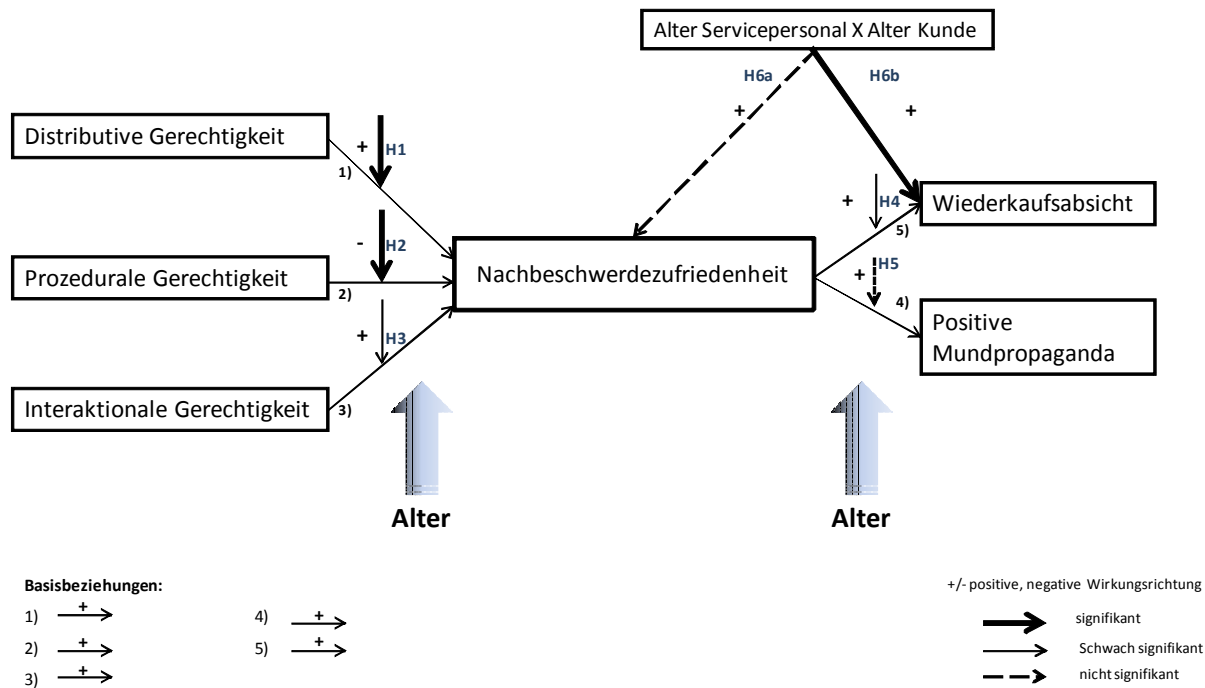 Alter Servicepersonal X Alter Kunde
H6a
H6b
+
+
Distributive Gerechtigkeit
+
H1
1)
+
H4
Wiederkaufsabsicht
5)
-
H2
Prozedurale Gerechtigkeit
2)
Nachbeschwerdezufriedenheit
+
H5
4)
Positive
Mundpropaganda
+
H3
Interaktionale Gerechtigkeit
3)
Alter
Alter
Basisbeziehungen:
1) +
2) +
3) +
4) +
5) +
+/- positive, negative Wirkungsrichtung
signifikant
Schwach signifikant
nicht signifikant